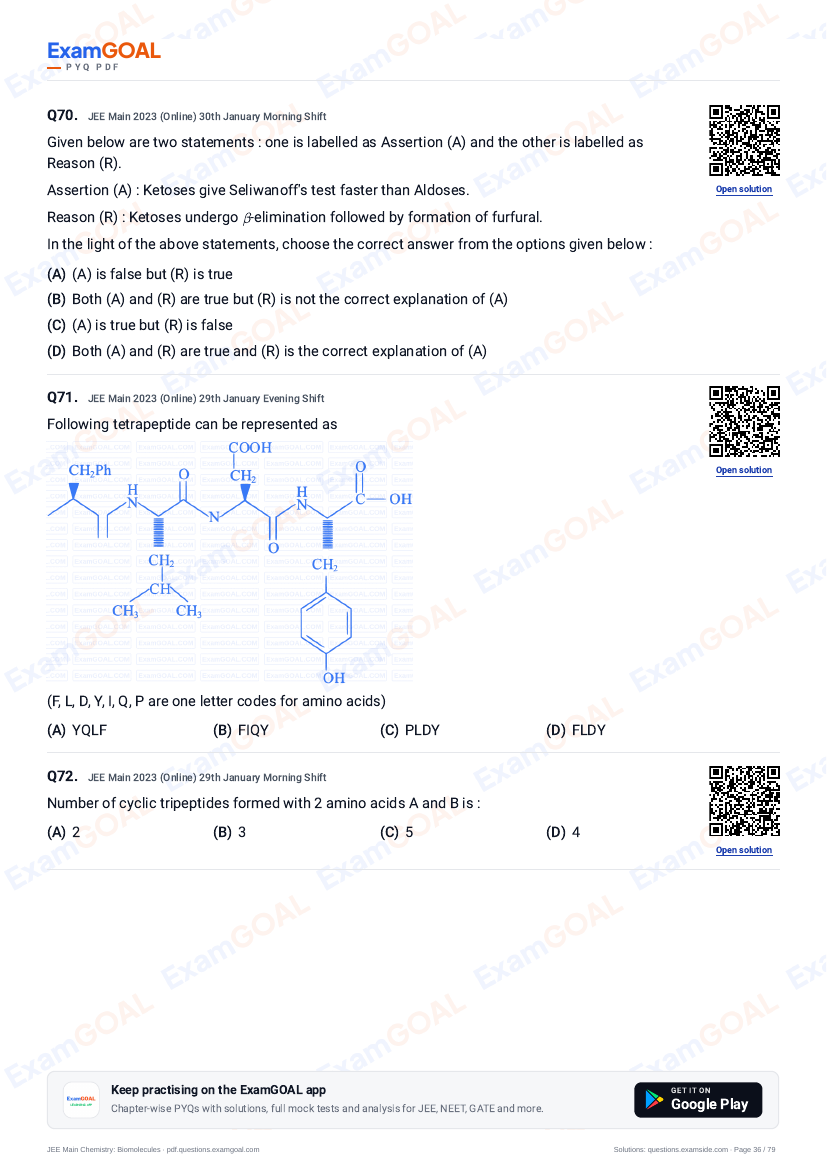 ExamGOAL
PYQ PDF
Q70. JEE Main 2023 (Online) 30th January Morning Shift
Given below are two statements : one is labelled as Assertion (A) and the other is labelled as
Reason (R).
Assertion (A) : Ketoses give Seliwanoff's test faster than Aldoses.
Reason (R) : Ketoses undergo β-elimination followed by formation of furfural.
In the light of the above statements, choose the correct answer from the options given below :
(A) (A) is false but (R) is true
(B) Both (A) and (R) are true but (R) is not the correct explanation of (A)
(C) (A) is true but (R) is false
(D) Both (A) and (R) are true and (R) is the correct explanation of (A)
Open solution
Q71. JEE Main 2023 (Online) 29th January Evening Shift
Following tetrapeptide can be represented as
Open solution
COOH
CH₂Ph O CH₂ O
H N H N C OH
N
O
CH₂ CH₂
CH
CH₃ CH₃
OH
(F, L, D, Y, I, Q, P are one letter codes for amino acids)
(A) YQLF (B) FIQY (C) PLDY (D) FLDY
Q72. JEE Main 2023 (Online) 29th January Morning Shift
Number of cyclic tripeptides formed with 2 amino acids A and B is :
(A) 2 (B) 3 (C) 5 (D) 4
Open solution
ExamGOAL
Keep practising on the ExamGOAL app
Chapter-wise PYQs with solutions, full mock tests and analysis for JEE, NEET, GATE and more.
GET IT ON
Google Play
JEE Main Chemistry: Biomolecules · pdf.questions.examgoal.com
Solutions: questions.examside.com · Page 36 / 79